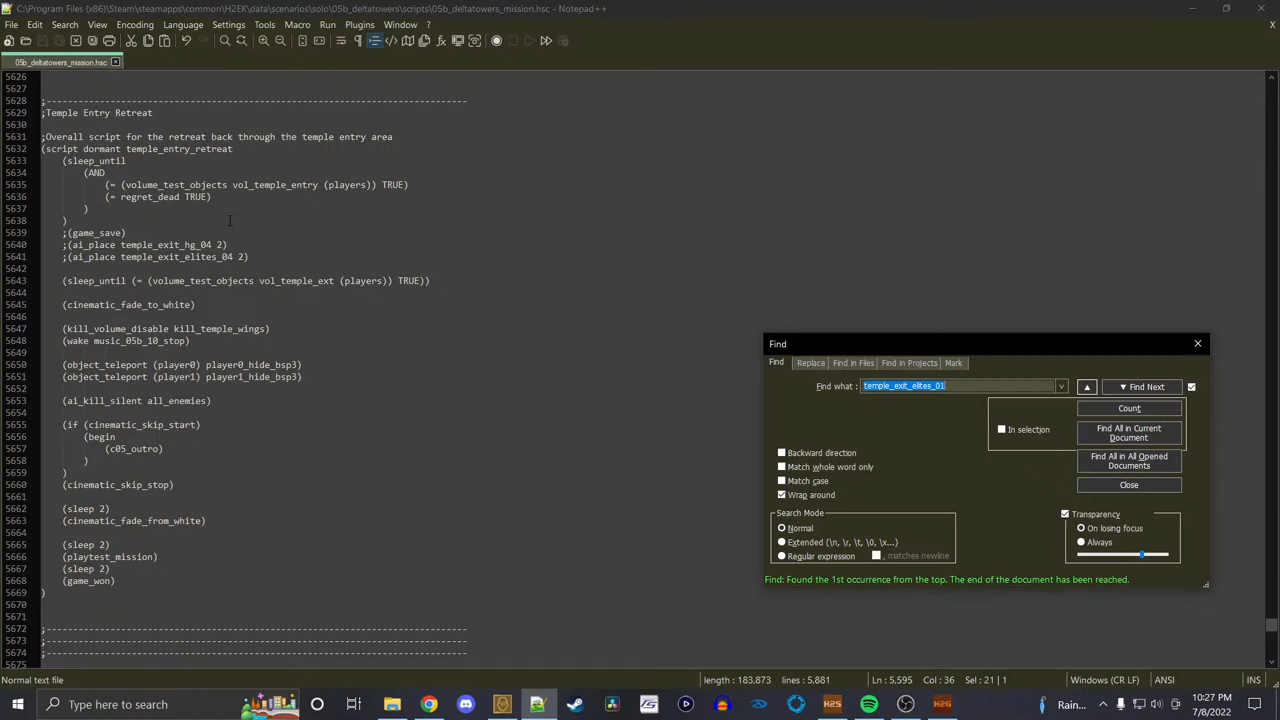 C:\Program Files (x86)\Steam\steamapps\common\H2EK\data\scenarios\solo\05b_deltatowers\scripts\05b_deltatowers_mission.hsc - Notepad++
File Edit Search View Encoding Language Settings Tools Macro Run Plugins Window ?
05b_deltatowers_mission.hsc
5626
5627
5628 ;--------------------------------------------------------------------------------
5629 ;Temple Entry Retreat
5630
5631 ;Overall script for the retreat back through the temple entry area
5632 (script dormant temple_entry_retreat
5633 (sleep_until
5634 (AND
5635 (= (volume_test_objects vol_temple_entry (players)) TRUE)
5636 (= regret_dead TRUE)
5637 )
5638 )
5639 ;(game_save)
5640 ;(ai_place temple_exit_hg_04 2)
5641 ;(ai_place temple_exit_elites_04 2)
5642
5643 (sleep_until (= (volume_test_objects vol_temple_ext (players)) TRUE))
5644
5645 (cinematic_fade_to_white)
5646
5647 (kill_volume_disable kill_temple_wings)
5648 (wake music_05b_10_stop)
5649
5650 (object_teleport (player0) player0_hide_bsp3)
5651 (object_teleport (player1) player1_hide_bsp3)
5652
5653 (ai_kill_silent all_enemies)
5654
5655 (if (cinematic_skip_start)
5656 (begin
5657 (c05_outro)
5658 )
5659 )
5660 (cinematic_skip_stop)
5661
5662 (sleep 2)
5663 (cinematic_fade_from_white)
5664
5665 (sleep 2)
5666 (playtest_mission)
5667 (sleep 2)
5668 (game_won)
5669 )
5670
5671
5672 ;--------------------------------------------------------------------------------
5673 ;--------------------------------------------------------------------------------
5674 ;--------------------------------------------------------------------------------
5675
Find
Find Replace Find in Files Find in Projects Mark
Find what : temple_exit_elites_01 ▲ ▼ Find Next
Count
In selection
Find All in Current Document
Find All in All Opened Documents
Close
Backward direction
Match whole word only
Match case
Wrap around
Search Mode
Normal
Extended (\n, \r, \t, \0, \x...)
Regular expression . matches newline
Transparency
On losing focus
Always
Find: Found the 1st occurrence from the top. The end of the document has been reached.
Normal text file length : 183,873 lines : 5,881 Ln : 5,595 Col : 36 Sel : 21 | 1 Windows (CR LF) ANSI INS
Type here to search
H2S
H2G
Rain...
10:27 PM
7/8/2022